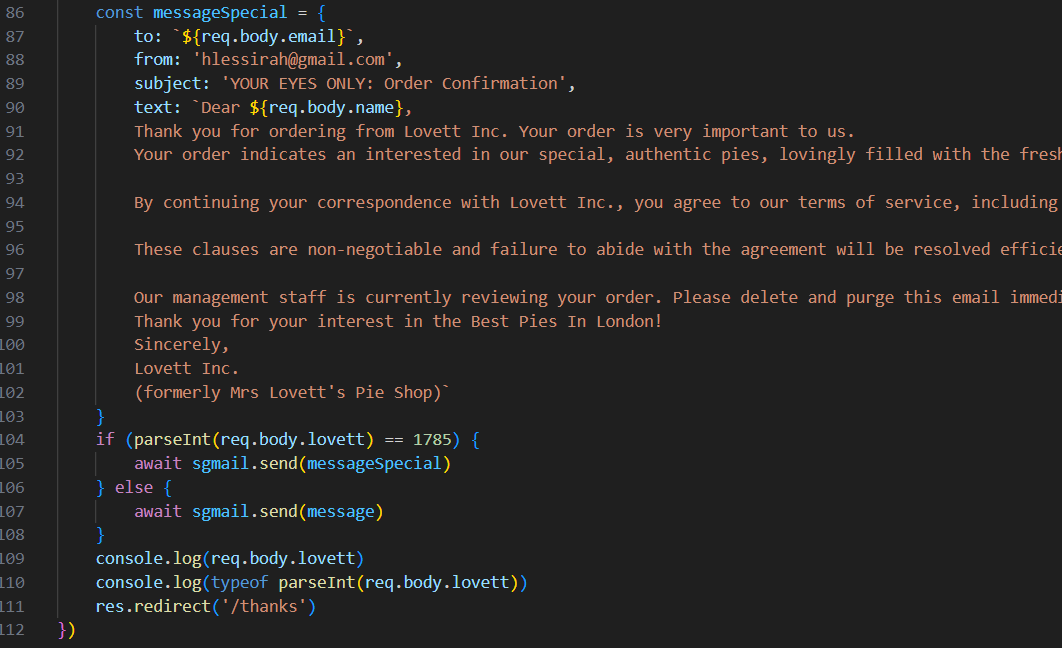 86 const messageSpecial = {
87 to: `${req.body.email}`,
88 from: 'hlessirah@gmail.com',
89 subject: 'YOUR EYES ONLY: Order Confirmation',
90 text: `Dear ${req.body.name},
91 Thank you for ordering from Lovett Inc. Your order is very important to us.
92 Your order indicates an interested in our special, authentic pies, lovingly filled with the fresh
93
94 By continuing your correspondence with Lovett Inc., you agree to our terms of service, including
95
96 These clauses are non-negotiable and failure to abide with the agreement will be resolved efficie
97
98 Our management staff is currently reviewing your order. Please delete and purge this email immedi
99 Thank you for your interest in the Best Pies In London!
100 Sincerely,
101 Lovett Inc.
102 (formerly Mrs Lovett's Pie Shop)`
103 }
104 if (parseInt(req.body.lovett) == 1785) {
105 await sgmail.send(messageSpecial)
106 } else {
107 await sgmail.send(message)
108 }
109 console.log(req.body.lovett)
110 console.log(typeof parseInt(req.body.lovett))
111 res.redirect('/thanks')
112 })